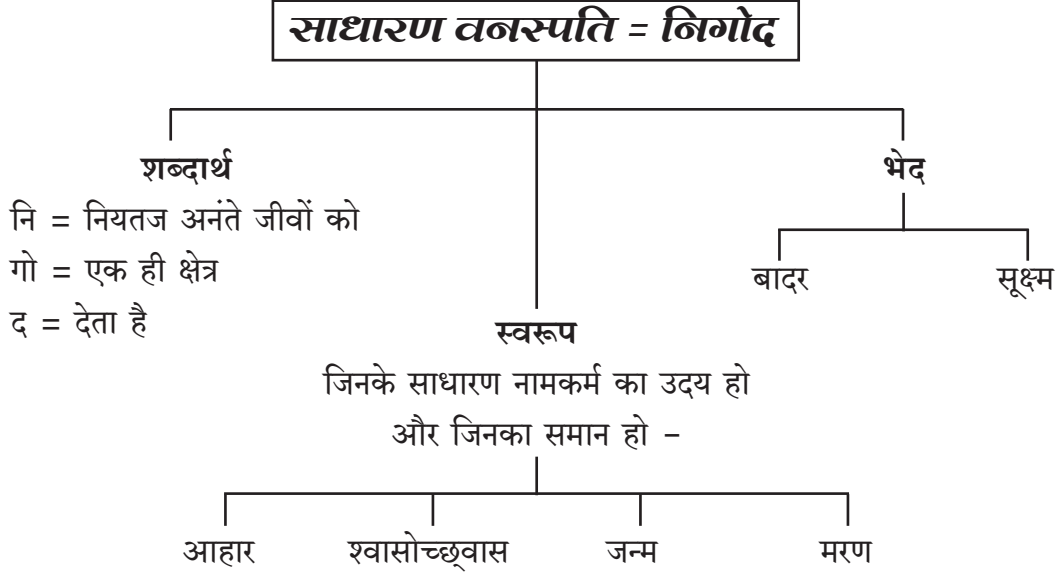 साधारण वनस्पति = निगोद
शब्दार्थ
नि = नियतज अनंते जीवों को
गो = एक ही क्षेत्र
द = देता है
भेद
बादर
सूक्ष्म
स्वरूप
जिनके साधारण नामकर्म का उदय हो
और जिनका समान हो –
आहार
श्वासोच्छ्वास
जन्म
मरण